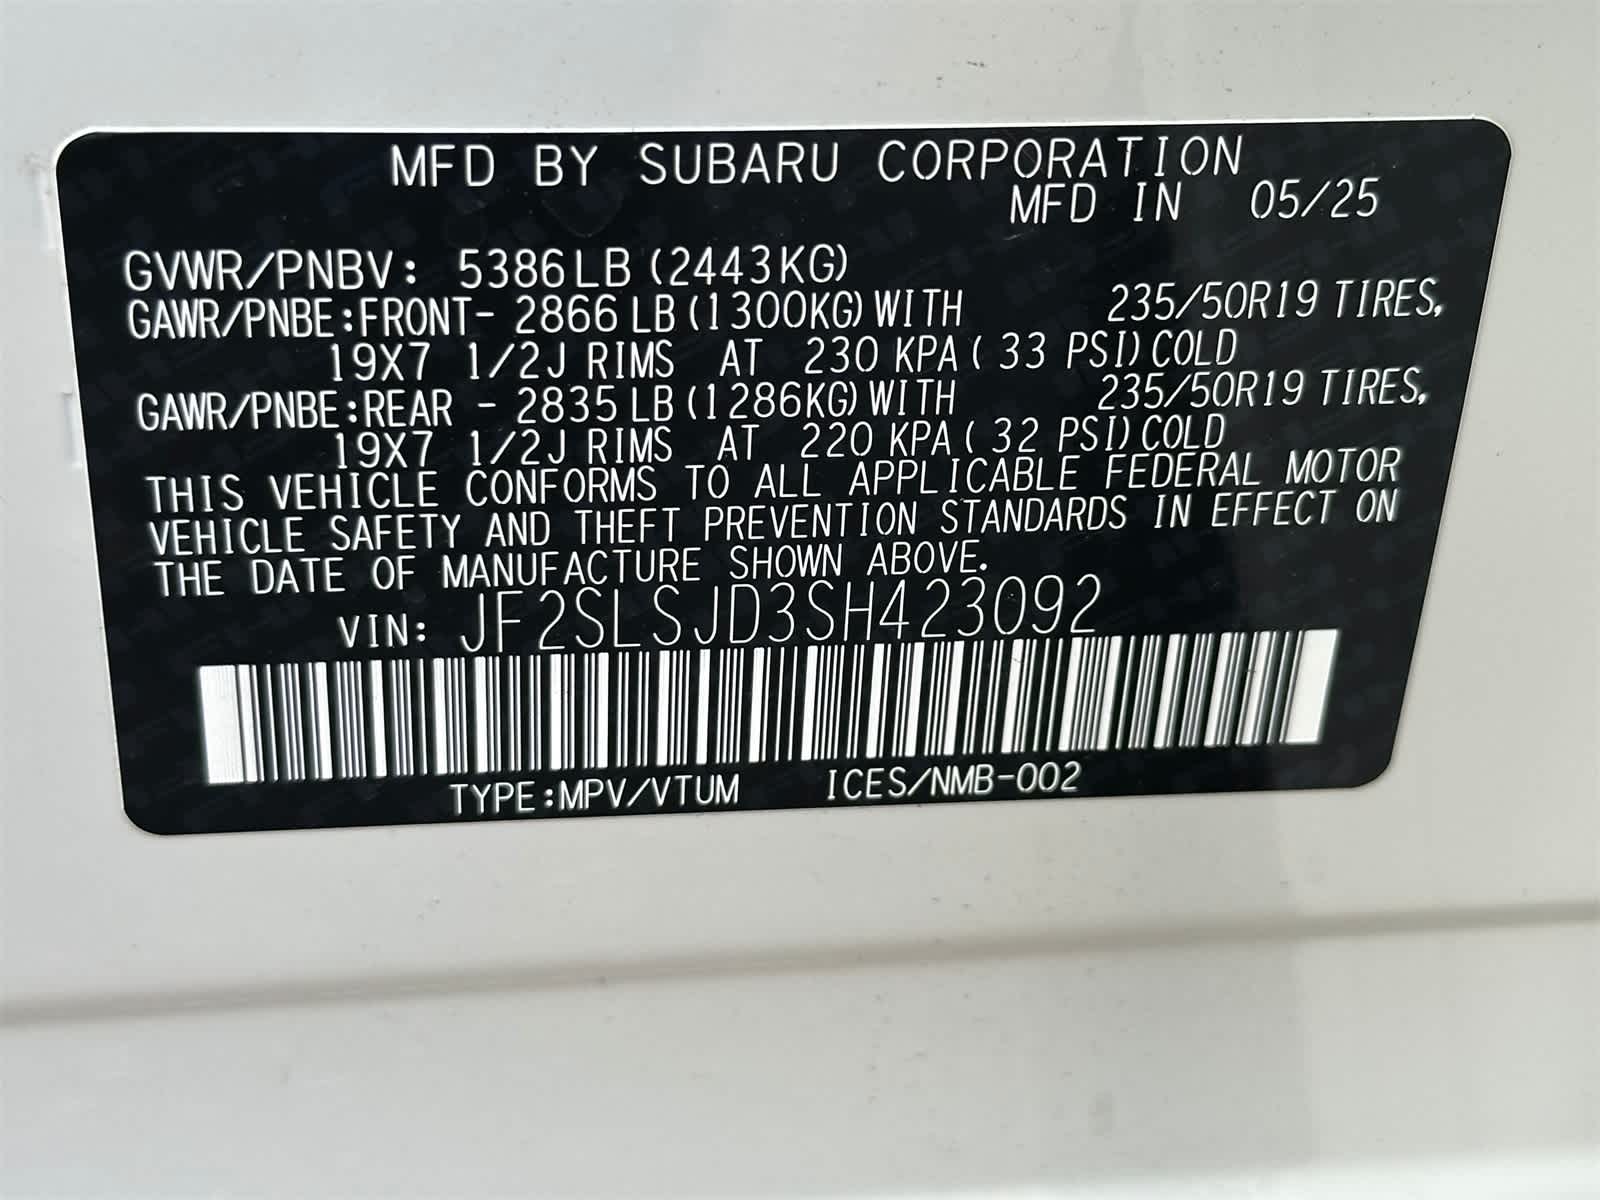 MFD BY SUBARU CORPORATION
MFD IN 05/25
GVWR/PNBV: 5386LB (2443KG)
GAWR/PNBE:FRONT- 2866 LB (1300KG) WITH 235/50R19 TIRES,
19X7 1/2J RIMS AT 230 KPA ( 33 PSI) COLD
GAWR/PNBE:REAR - 2835 LB (1286KG) WITH 235/50R19 TIRES,
19X7 1/2J RIMS AT 220 KPA ( 32 PSI) COLD
THIS VEHICLE CONFORMS TO ALL APPLICABLE FEDERAL MOTOR
VEHICLE SAFETY AND THEFT PREVENTION STANDARDS IN EFFECT ON
THE DATE OF MANUFACTURE SHOWN ABOVE.
VIN: JF2SLSJD3SH423092
TYPE:MPV/VTUM ICES/NMB-002